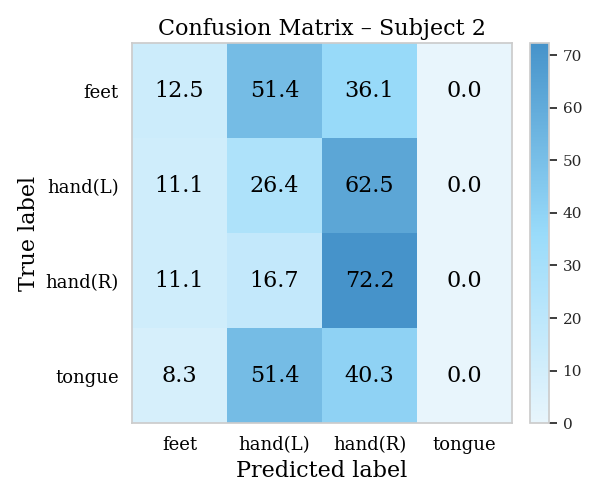 Confusion Matrix – Subject 2
feet 12.5 51.4 36.1 0.0
hand(L) 11.1 26.4 62.5 0.0
hand(R) 11.1 16.7 72.2 0.0
tongue 8.3 51.4 40.3 0.0
feet hand(L) hand(R) tongue
Predicted label
True label
70
60
50
40
30
20
10
0